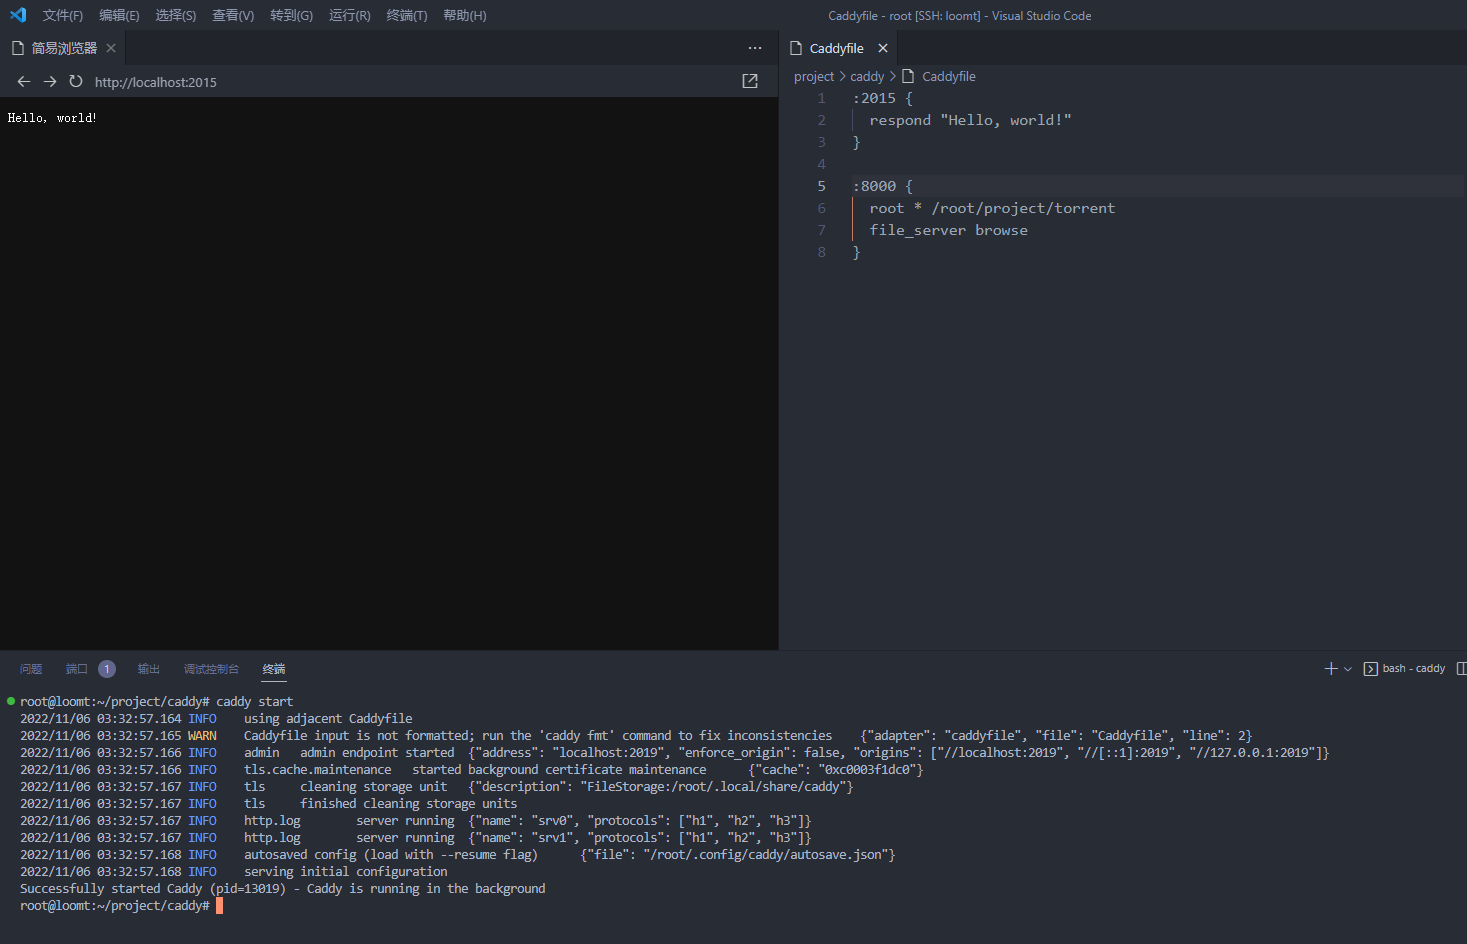 文件(F) 编辑(E) 选择(S) 查看(V) 转到(G) 运行(R) 终端(T) 帮助(H) Caddyfile - root [SSH: loomt] - Visual Studio Code
简易浏览器
http://localhost:2015
Hello, world!
Caddyfile
project > caddy > Caddyfile
1 :2015 {
2 respond "Hello, world!"
3 }
4
5 :8000 {
6 root * /root/project/torrent
7 file_server browse
8 }
问题 端口 1 输出 调试控制台 终端 bash - caddy
root@loomt:~/project/caddy# caddy start
2022/11/06 03:32:57.164 INFO using adjacent Caddyfile
2022/11/06 03:32:57.165 WARN Caddyfile input is not formatted; run the 'caddy fmt' command to fix inconsistencies {"adapter": "caddyfile", "file": "Caddyfile", "line": 2}
2022/11/06 03:32:57.166 INFO admin admin endpoint started {"address": "localhost:2019", "enforce_origin": false, "origins": ["//localhost:2019", "//[::1]:2019", "//127.0.0.1:2019"]}
2022/11/06 03:32:57.166 INFO tls.cache.maintenance started background certificate maintenance {"cache": "0xc0003f1dc0"}
2022/11/06 03:32:57.167 INFO tls cleaning storage unit {"description": "FileStorage:/root/.local/share/caddy"}
2022/11/06 03:32:57.167 INFO tls finished cleaning storage units
2022/11/06 03:32:57.167 INFO http.log server running {"name": "srv0", "protocols": ["h1", "h2", "h3"]}
2022/11/06 03:32:57.167 INFO http.log server running {"name": "srv1", "protocols": ["h1", "h2", "h3"]}
2022/11/06 03:32:57.168 INFO autosaved config (load with --resume flag) {"file": "/root/.config/caddy/autosave.json"}
2022/11/06 03:32:57.168 INFO serving initial configuration
Successfully started Caddy (pid=13019) - Caddy is running in the background
root@loomt:~/project/caddy#